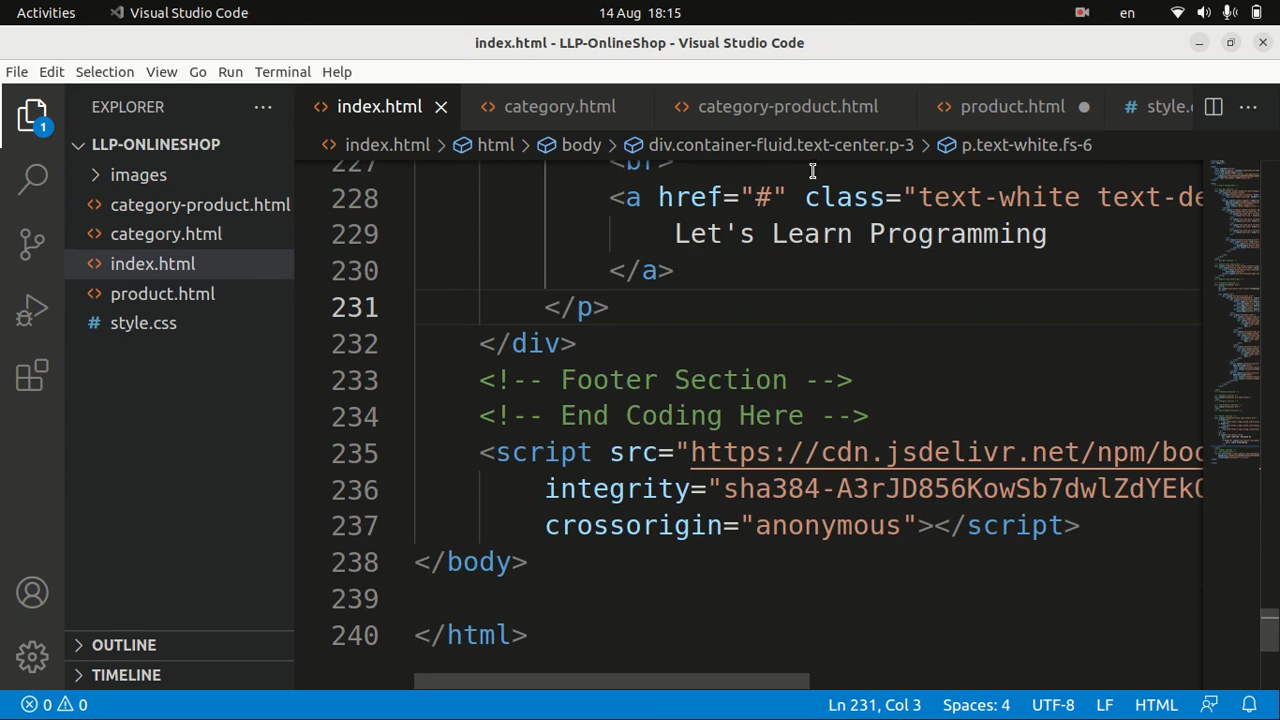 Activities
Visual Studio Code
14 Aug 18:15
en
index.html - LLP-OnlineShop - Visual Studio Code
File Edit Selection View Go Run Terminal Help
EXPLORER
LLP-ONLINESHOP
images
category-product.html
category.html
index.html
product.html
style.css
OUTLINE
TIMELINE
1
index.html
category.html
category-product.html
product.html
style.
index.html > html > body > div.container-fluid.text-center.p-3 > p.text-white.fs-6
227 <br>
228 <a href="#" class="text-white text-de
229 Let's Learn Programming
230 </a>
231 </p>
232 </div>
233 <!-- Footer Section -->
234 <!-- End Coding Here -->
235 <script src="https://cdn.jsdelivr.net/npm/boo
236 integrity="sha384-A3rJD856KowSb7dwlZdYEkO
237 crossorigin="anonymous"></script>
238 </body>
239
240 </html>
0 0
Ln 231, Col 3
Spaces: 4
UTF-8
LF
HTML